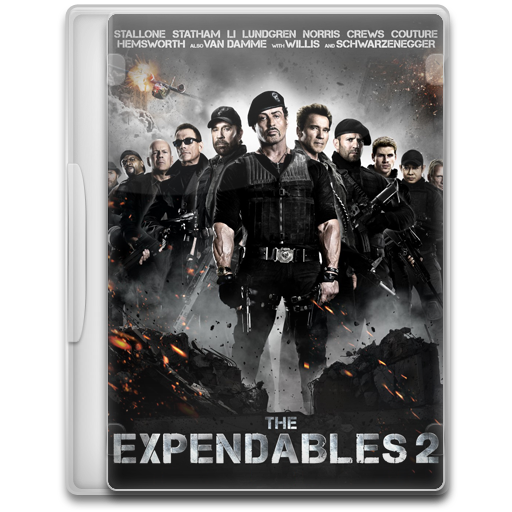 STALLONE STATHAM LI LUNDGREN NORRIS CREWS COUTURE
HEMSWORTH ALSO VAN DAMME WITH WILLIS AND SCHWARZENEGGER
THE
EXPENDABLES 2